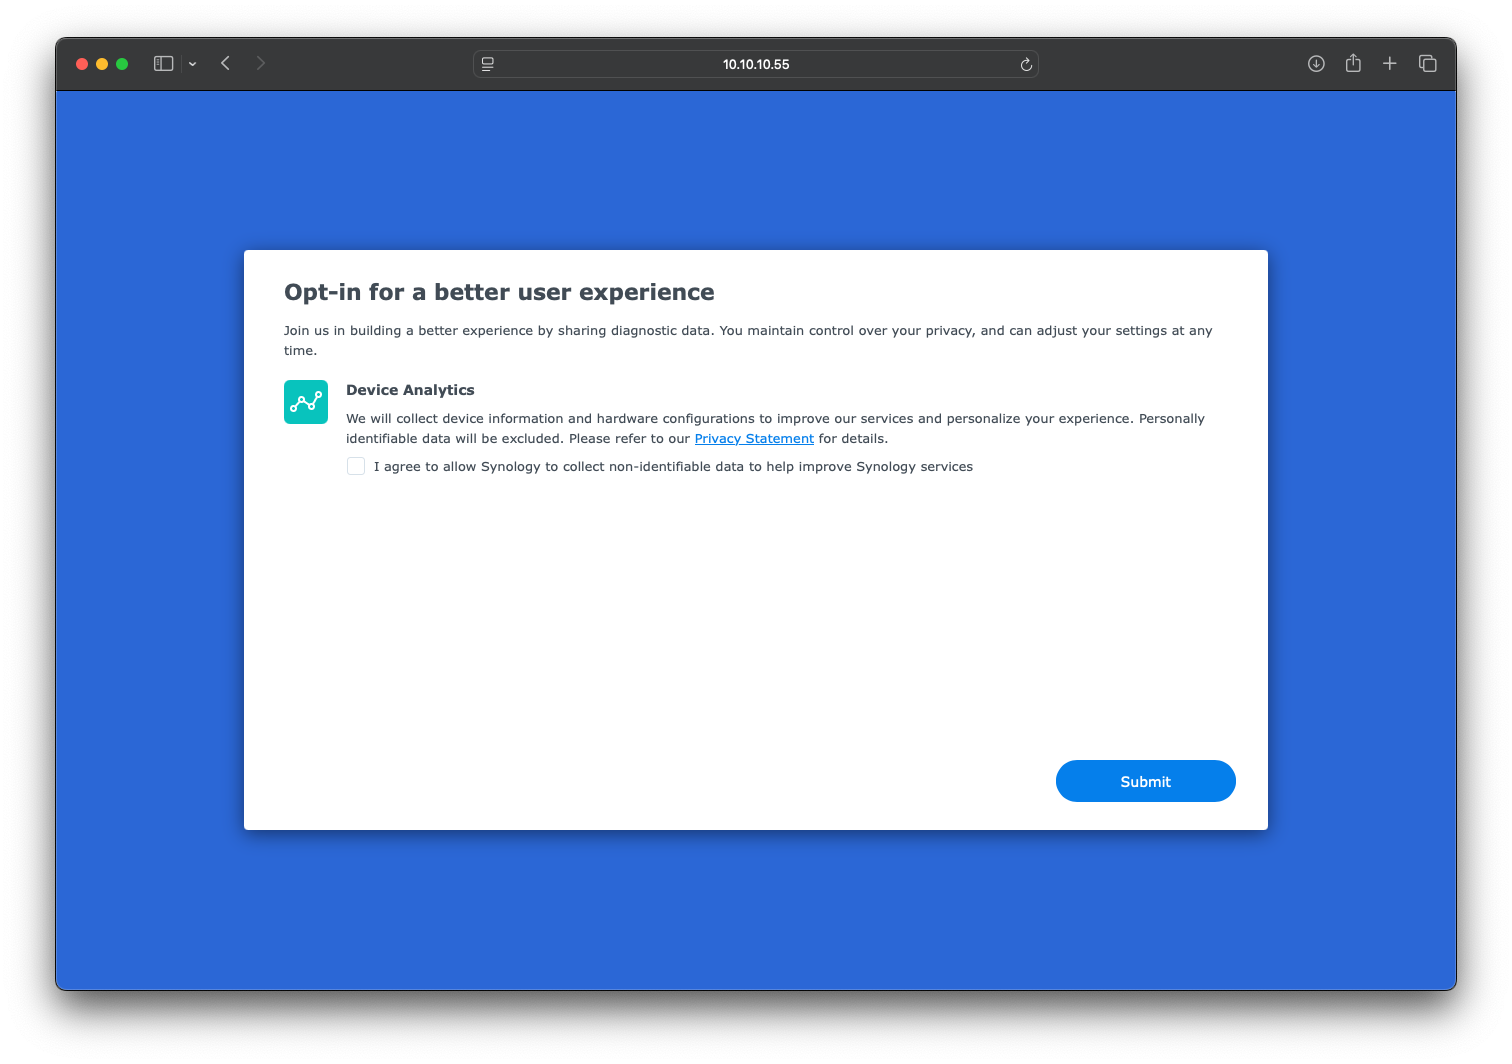 10.10.10.55
Opt-in for a better user experience
Join us in building a better experience by sharing diagnostic data. You maintain control over your privacy, and can adjust your settings at any
time.
Device Analytics
We will collect device information and hardware configurations to improve our services and personalize your experience. Personally
identifiable data will be excluded. Please refer to our Privacy Statement for details.
I agree to allow Synology to collect non-identifiable data to help improve Synology services
Submit